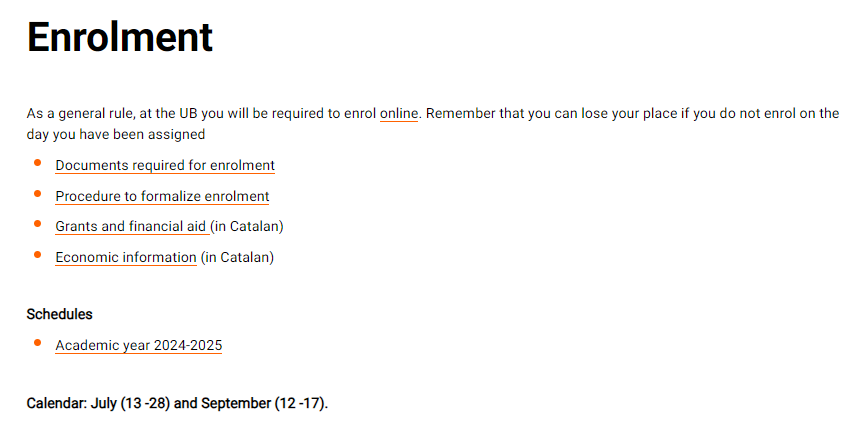 Enrolment
As a general rule, at the UB you will be required to enrol online. Remember that you can lose your place if you do not enrol on the
day you have been assigned
Documents required for enrolment
Procedure to formalize enrolment
Grants and financial aid (in Catalan)
Economic information (in Catalan)
Schedules
Academic year 2024-2025
Calendar: July (13 -28) and September (12 -17).